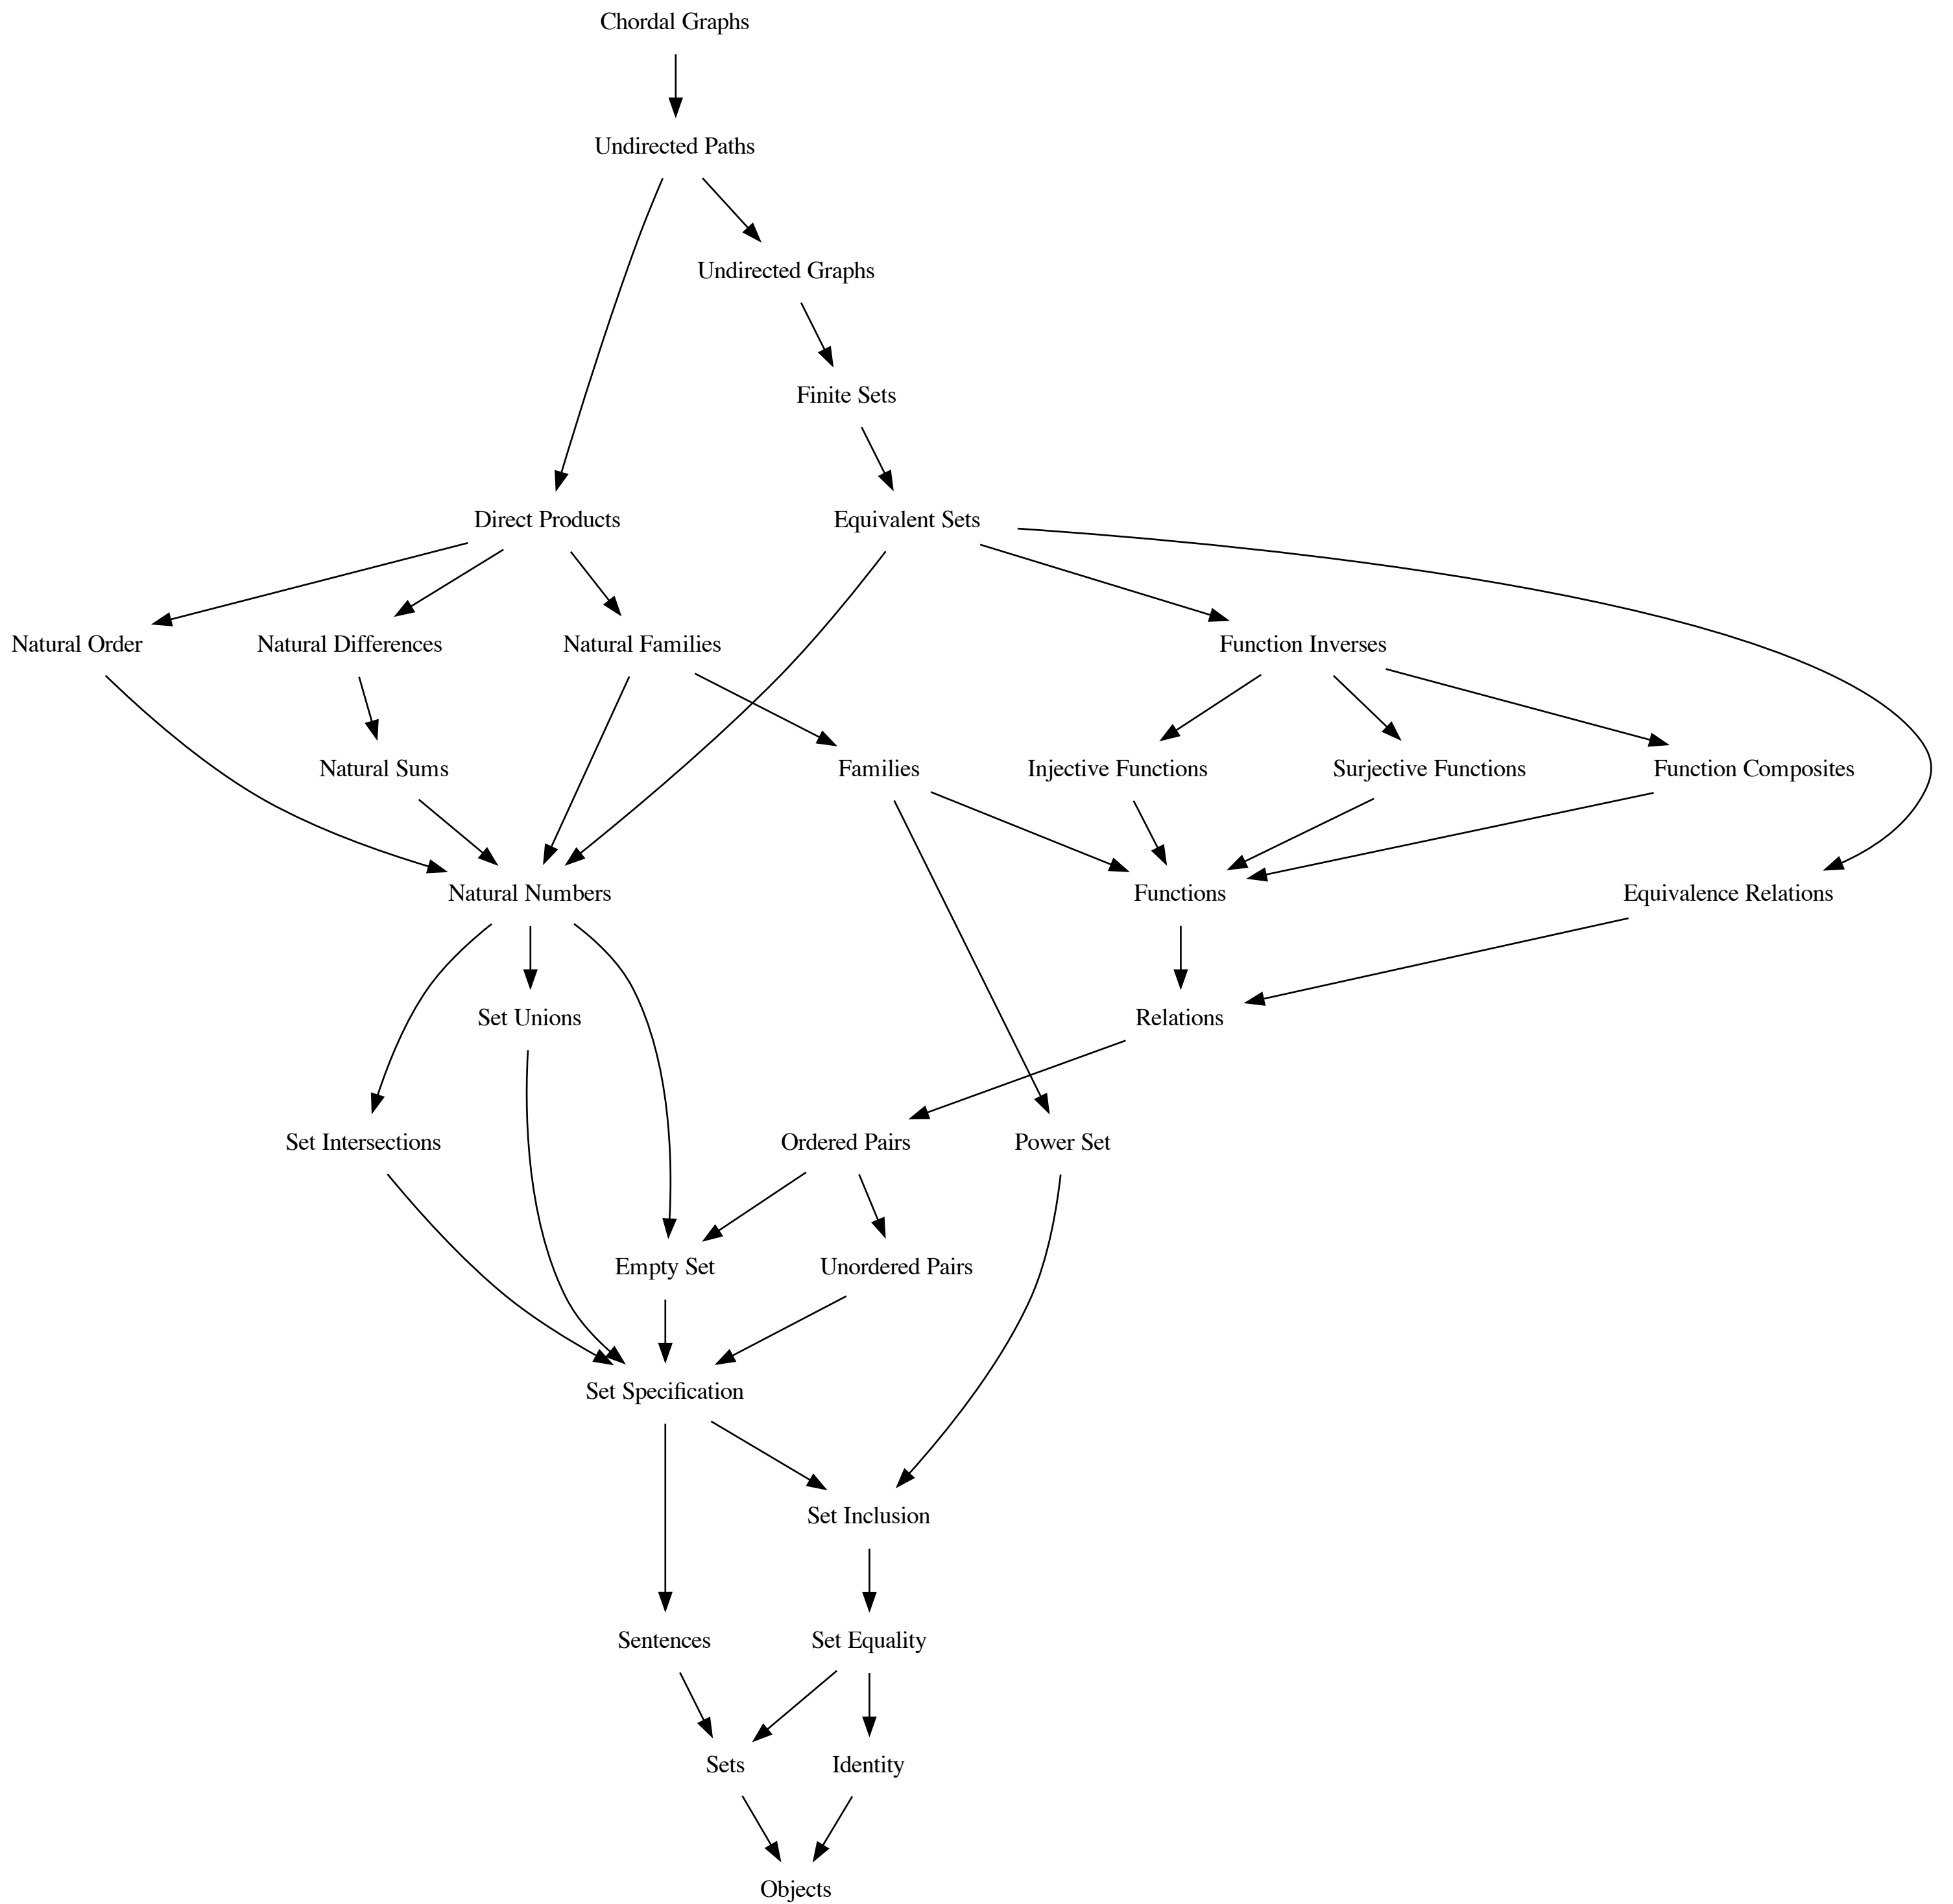 Chordal Graphs
Undirected Paths
Undirected Graphs
Finite Sets
Direct Products
Equivalent Sets
Natural Order
Natural Differences
Natural Families
Function Inverses
Natural Sums
Families
Injective Functions
Surjective Functions
Function Composites
Natural Numbers
Functions
Equivalence Relations
Set Unions
Relations
Set Intersections
Ordered Pairs
Power Set
Empty Set
Unordered Pairs
Set Specification
Set Inclusion
Sentences
Set Equality
Sets
Identity
Objects